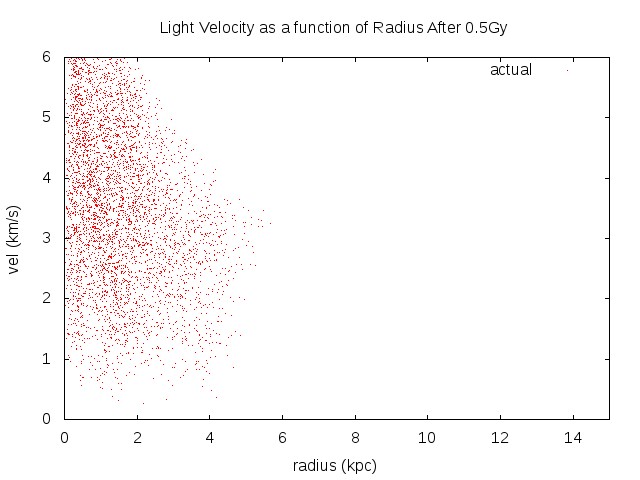 Light Velocity as a function of Radius After 0.5Gy
actual
6
5
4
3
2
1
0
vel (km/s)
0 2 4 6 8 10 12 14
radius (kpc)